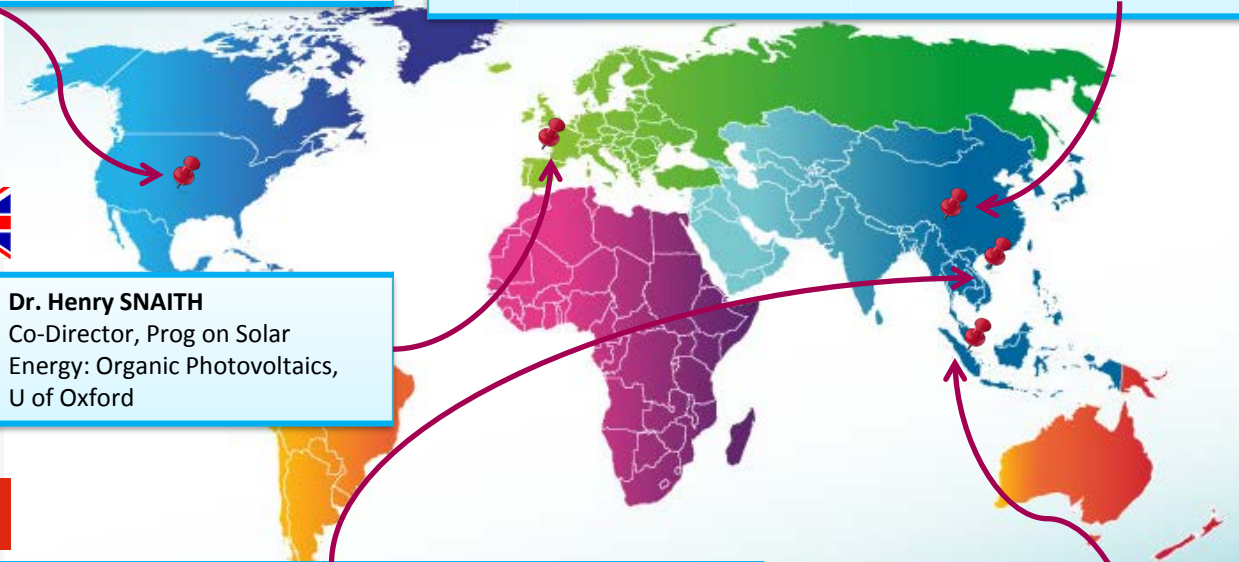 Dr. Henry SNAITH
Co-Director, Prog on Solar
Energy: Organic Photovoltaics,
U of Oxford